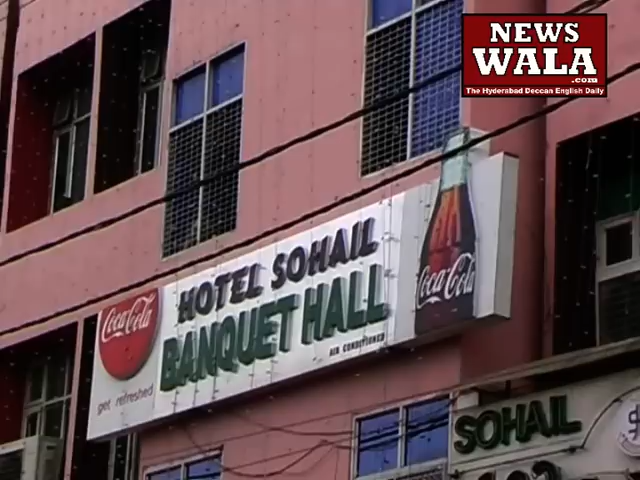 NEWS
WALA
.com
The Hyderabad Deccan English Daily
HOTEL SOHAIL
BANQUET HALL
AIR CONDITIONED
Coca-Cola
get refreshed
Coca-Cola
SOHAIL